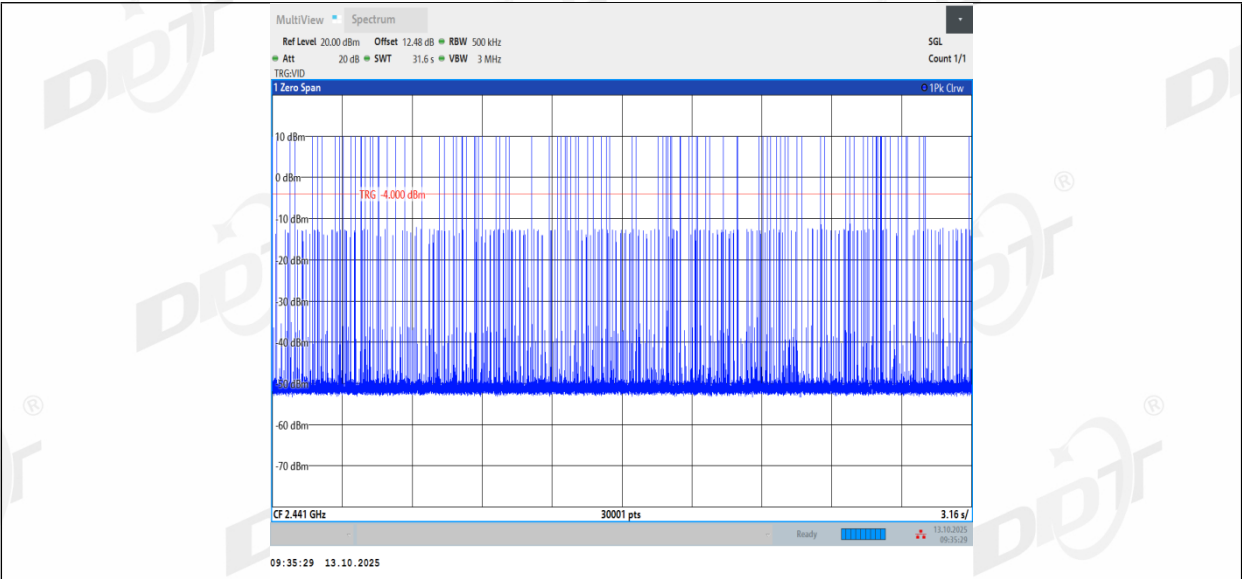 MultiView Spectrum
Ref Level 20.00 dBm Offset 12.48 dB RBW 500 kHz SGL
Att 20 dB SWT 31.6 s VBW 3 MHz Count 1/1
TRG:VID
1 Zero Span 1Pk Clrw
10 dBm
0 dBm
TRG -4.000 dBm
-10 dBm
-20 dBm
-30 dBm
-40 dBm
-50 dBm
-60 dBm
-70 dBm
CF 2.441 GHz 30001 pts 3.16 s/
Ready 13.10.2025
09:35:29
09:35:29 13.10.2025
DDT
®